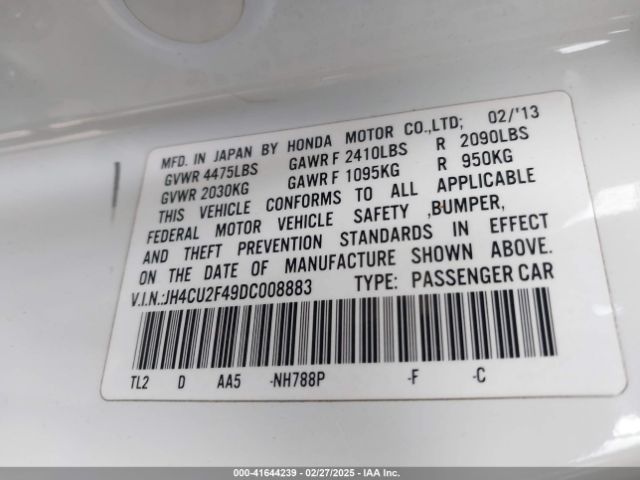 MFD. IN JAPAN BY HONDA MOTOR CO.,LTD; 02/'13
GVWR 4475LBS GAWR F 2410LBS R 2090LBS
GVWR 2030KG GAWR F 1095KG R 950KG
THIS VEHICLE CONFORMS TO ALL APPLICABLE
FEDERAL MOTOR VEHICLE SAFETY ,BUMPER,
AND THEFT PREVENTION STANDARDS IN EFFECT
ON THE DATE OF MANUFACTURE SHOWN ABOVE.
V.I.N.:JH4CU2F49DC008883 TYPE: PASSENGER CAR
TL2 D AA5 -NH788P -F -C
000-41644239 - 02/27/2025 - IAA Inc.